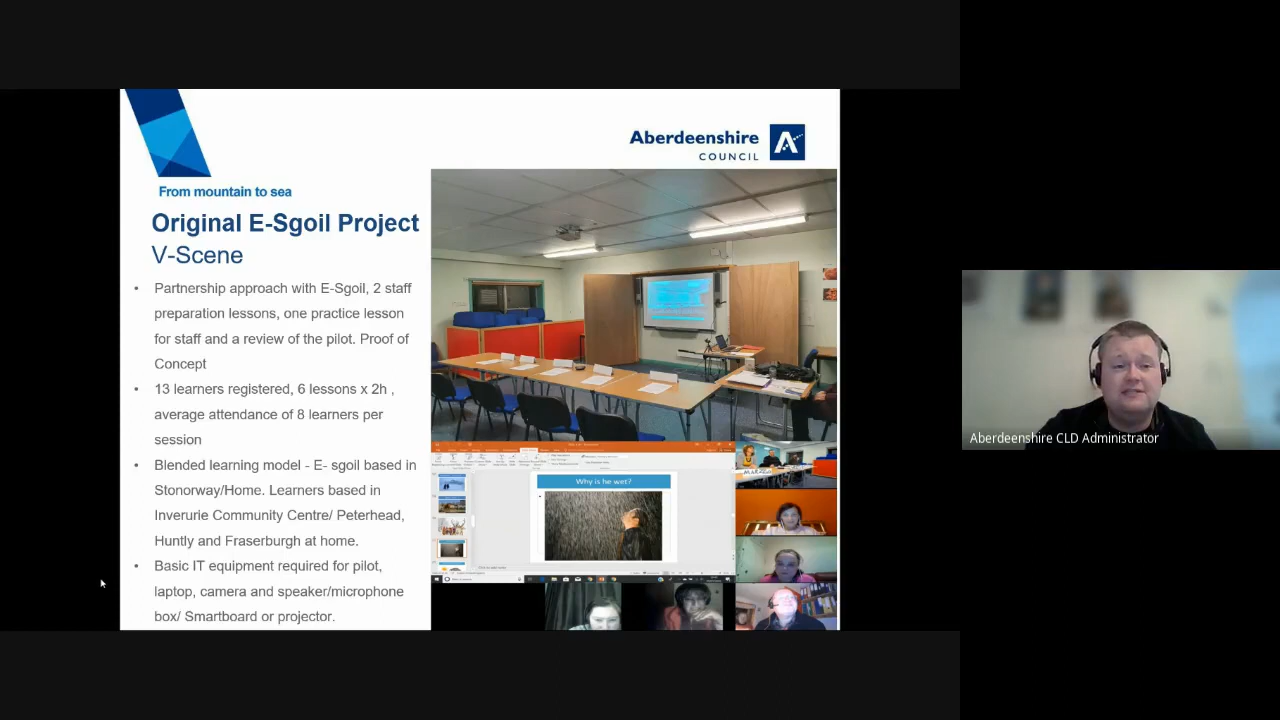 Aberdeenshire
COUNCIL
From mountain to sea
Original E-Sgoil Project
V-Scene
• Partnership approach with E-Sgoil, 2 staff
preparation lessons, one practice lesson
for staff and a review of the pilot. Proof of
Concept
• 13 learners registered, 6 lessons x 2h ,
average attendance of 8 learners per
session
• Blended learning model - E- sgoil based in
Stonorway/Home. Learners based in
Inverurie Community Centre/ Peterhead,
Huntly and Fraserburgh at home.
• Basic IT equipment required for pilot,
laptop, camera and speaker/microphone
box/ Smartboard or projector.
Why is he wet?
Aberdeenshire CLD Administrator